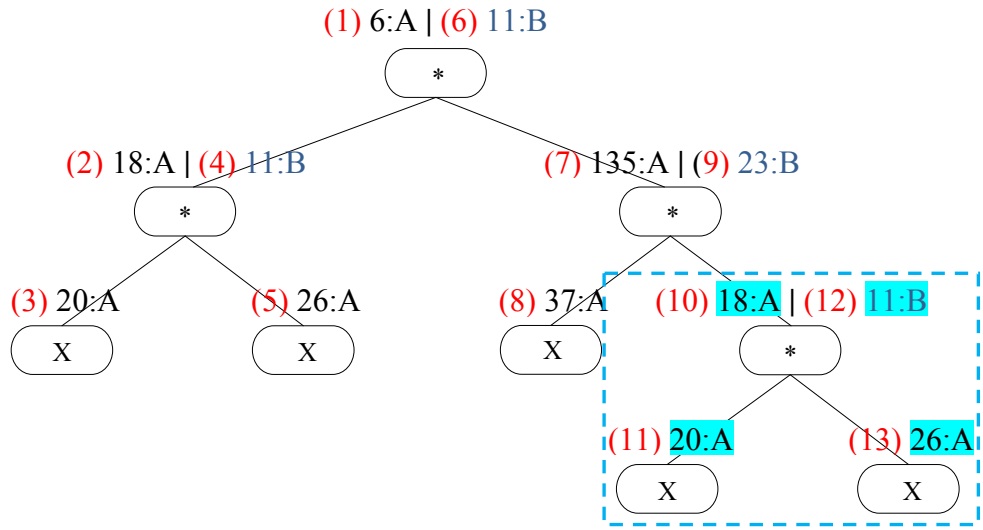 (1) 6:A | (6) 11:B
*
(2) 18:A | (4) 11:B
(7) 135:A | (9) 23:B
*
*
(3) 20:A
(5) 26:A
(8) 37:A
(10) 18:A | (12) 11:B
X
X
X
*
(11) 20:A
(13) 26:A
X
X